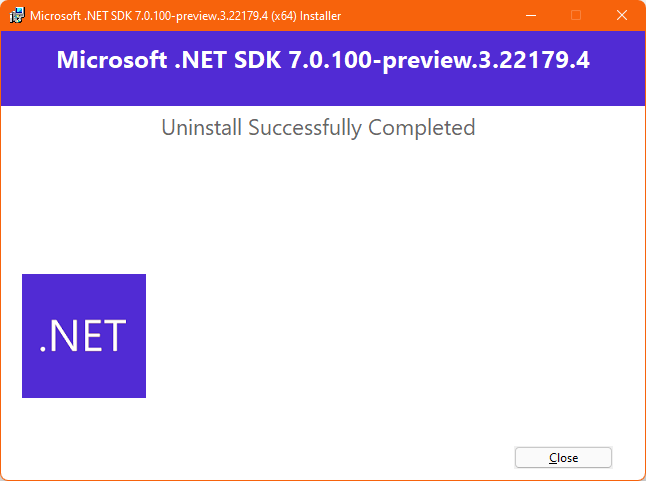 Microsoft .NET SDK 7.0.100-preview.3.22179.4 (x64) Installer
Microsoft .NET SDK 7.0.100-preview.3.22179.4
Uninstall Successfully Completed
.NET
Close